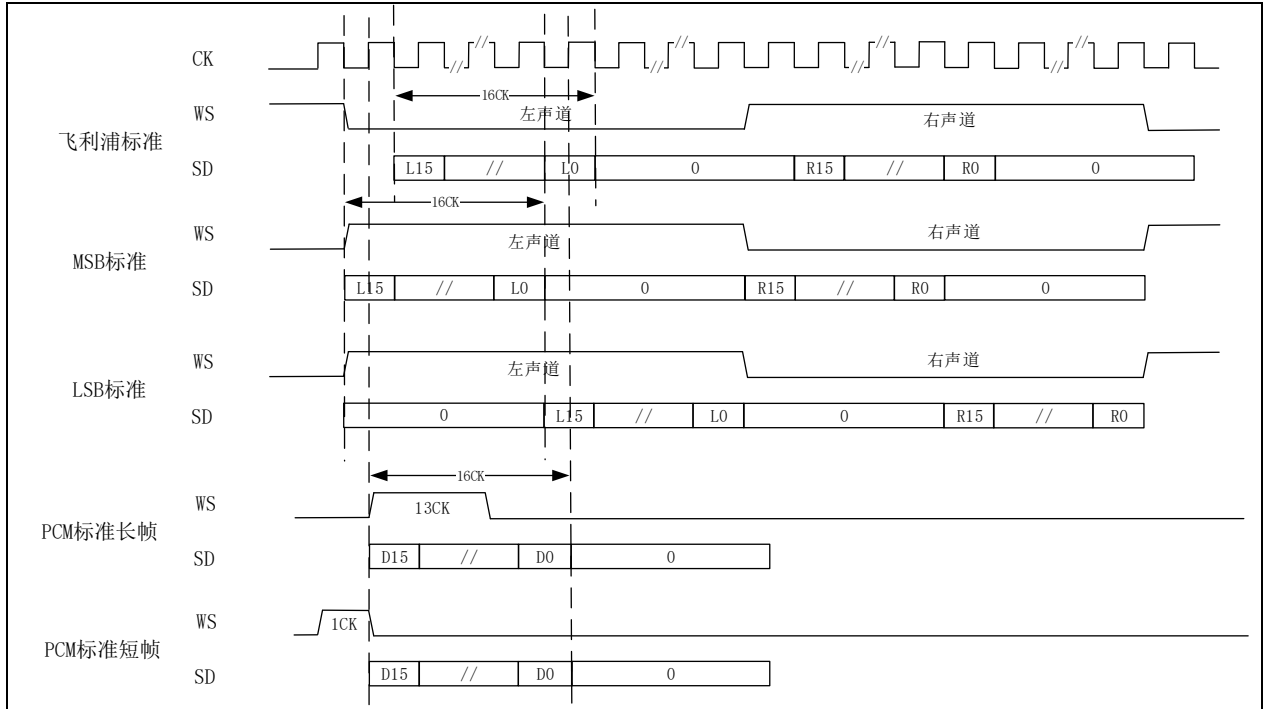 CK // // // // // // // //
16CK
飞利浦标准
WS 左声道 右声道
SD L15 // L0 0 R15 // R0 0
16CK
MSB标准
WS 左声道 右声道
SD L15 // L0 0 R15 // R0 0
LSB标准
WS 左声道 右声道
SD 0 L15 // L0 0 R15 // R0
16CK
PCM标准长帧
WS 13CK
SD D15 // D0 0
PCM标准短帧
WS 1CK
SD D15 // D0 0